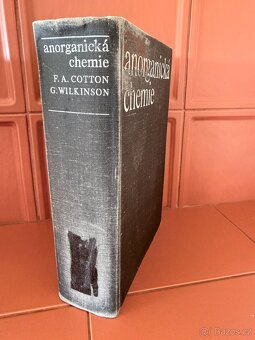 anorganická
chemie
F. A. COTTON
G. WILKINSON
anorganická
chemie